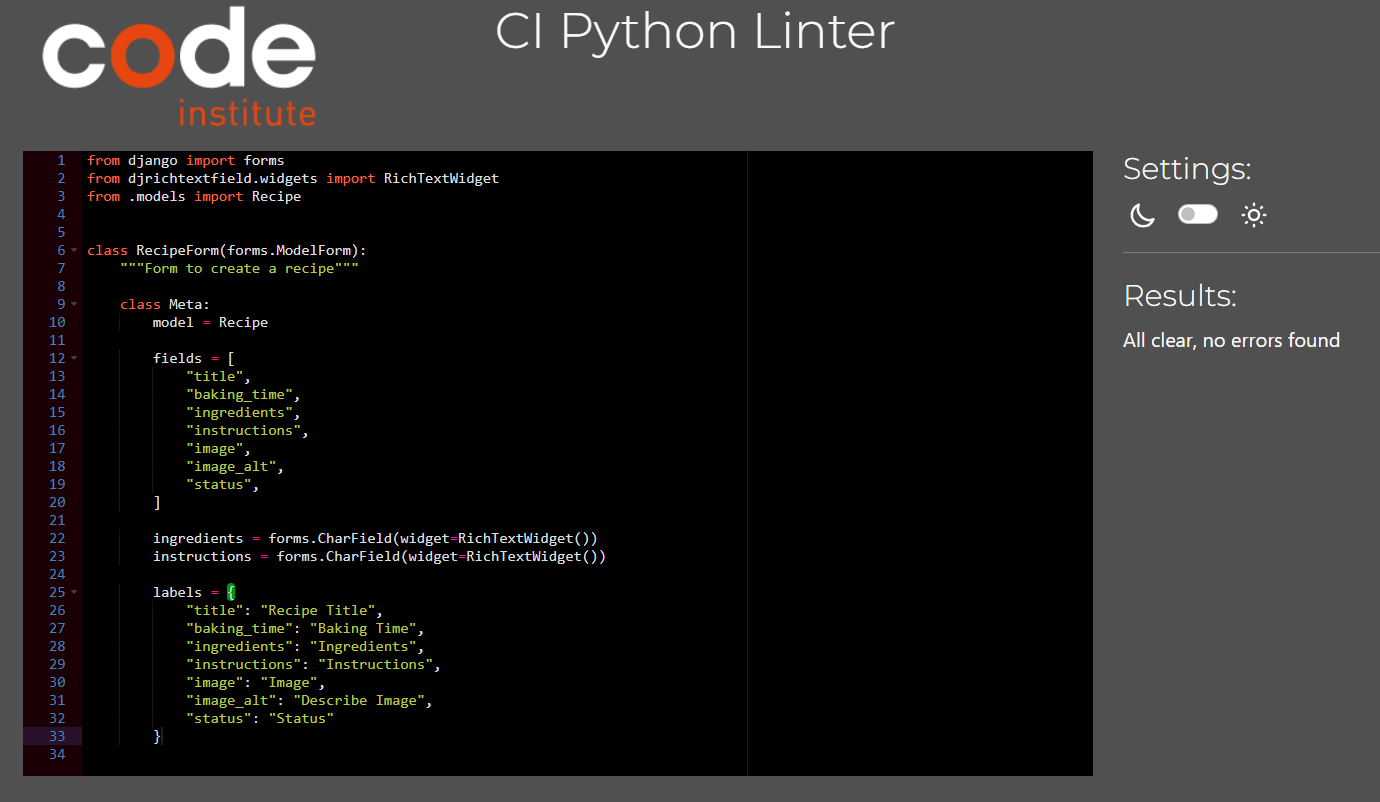 code
institute
CI Python Linter
1 from django import forms
2 from djrichtextfield.widgets import RichTextWidget
3 from .models import Recipe
4
5
6 class RecipeForm(forms.ModelForm):
7     """Form to create a recipe"""
8
9     class Meta:
10         model = Recipe
11
12         fields = [
13             "title",
14             "baking_time",
15             "ingredients",
16             "instructions",
17             "image",
18             "image_alt",
19             "status",
20         ]
21
22         ingredients = forms.CharField(widget=RichTextWidget())
23         instructions = forms.CharField(widget=RichTextWidget())
24
25         labels = {
26             "title": "Recipe Title",
27             "baking_time": "Baking Time",
28             "ingredients": "Ingredients",
29             "instructions": "Instructions",
30             "image": "Image",
31             "image_alt": "Describe Image",
32             "status": "Status"
33         }
34
Settings:
Results:
All clear, no errors found